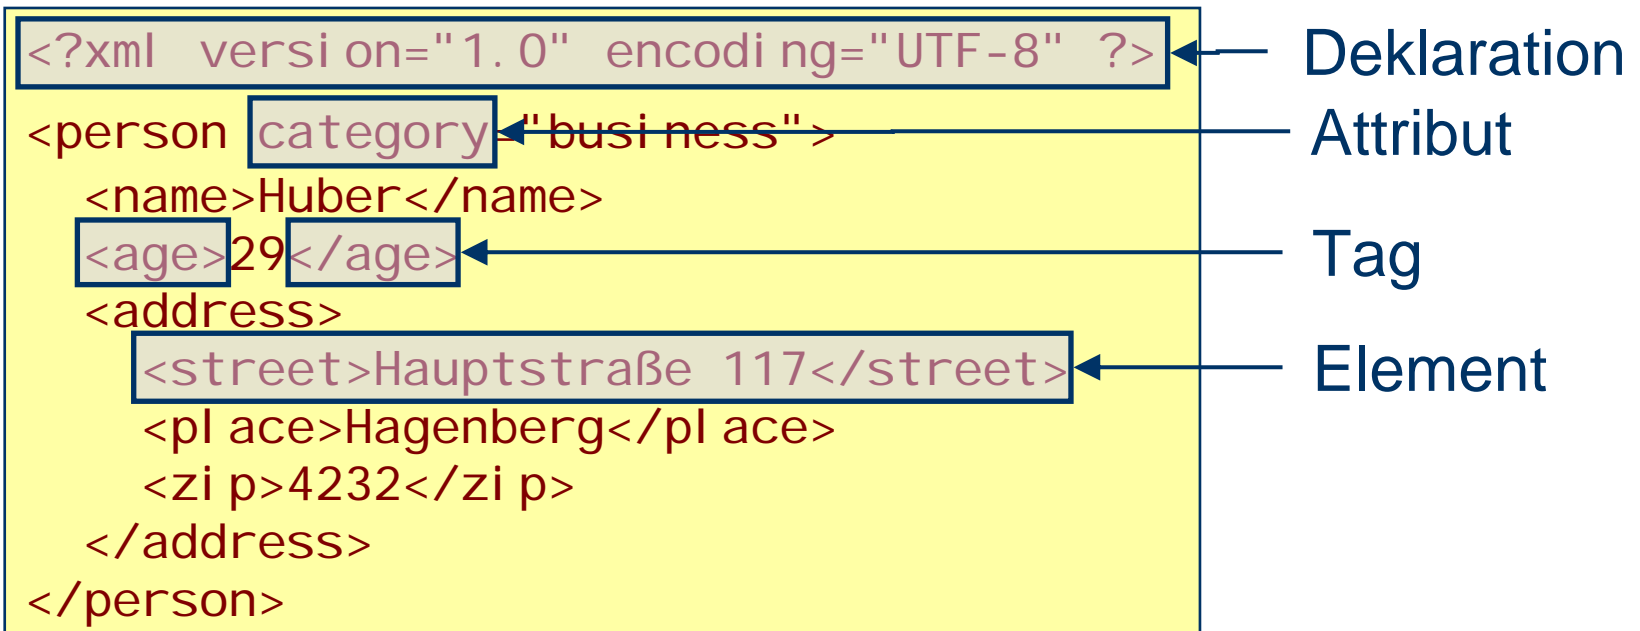 <?xml version="1.0" encoding="UTF-8" ?> Deklaration
<person category="business"> Attribut
<name>Huber</name>
<age>29</age> Tag
<address>
<street>Hauptstraße 117</street> Element
<place>Hagenberg</place>
<zip>4232</zip>
</address>
</person>